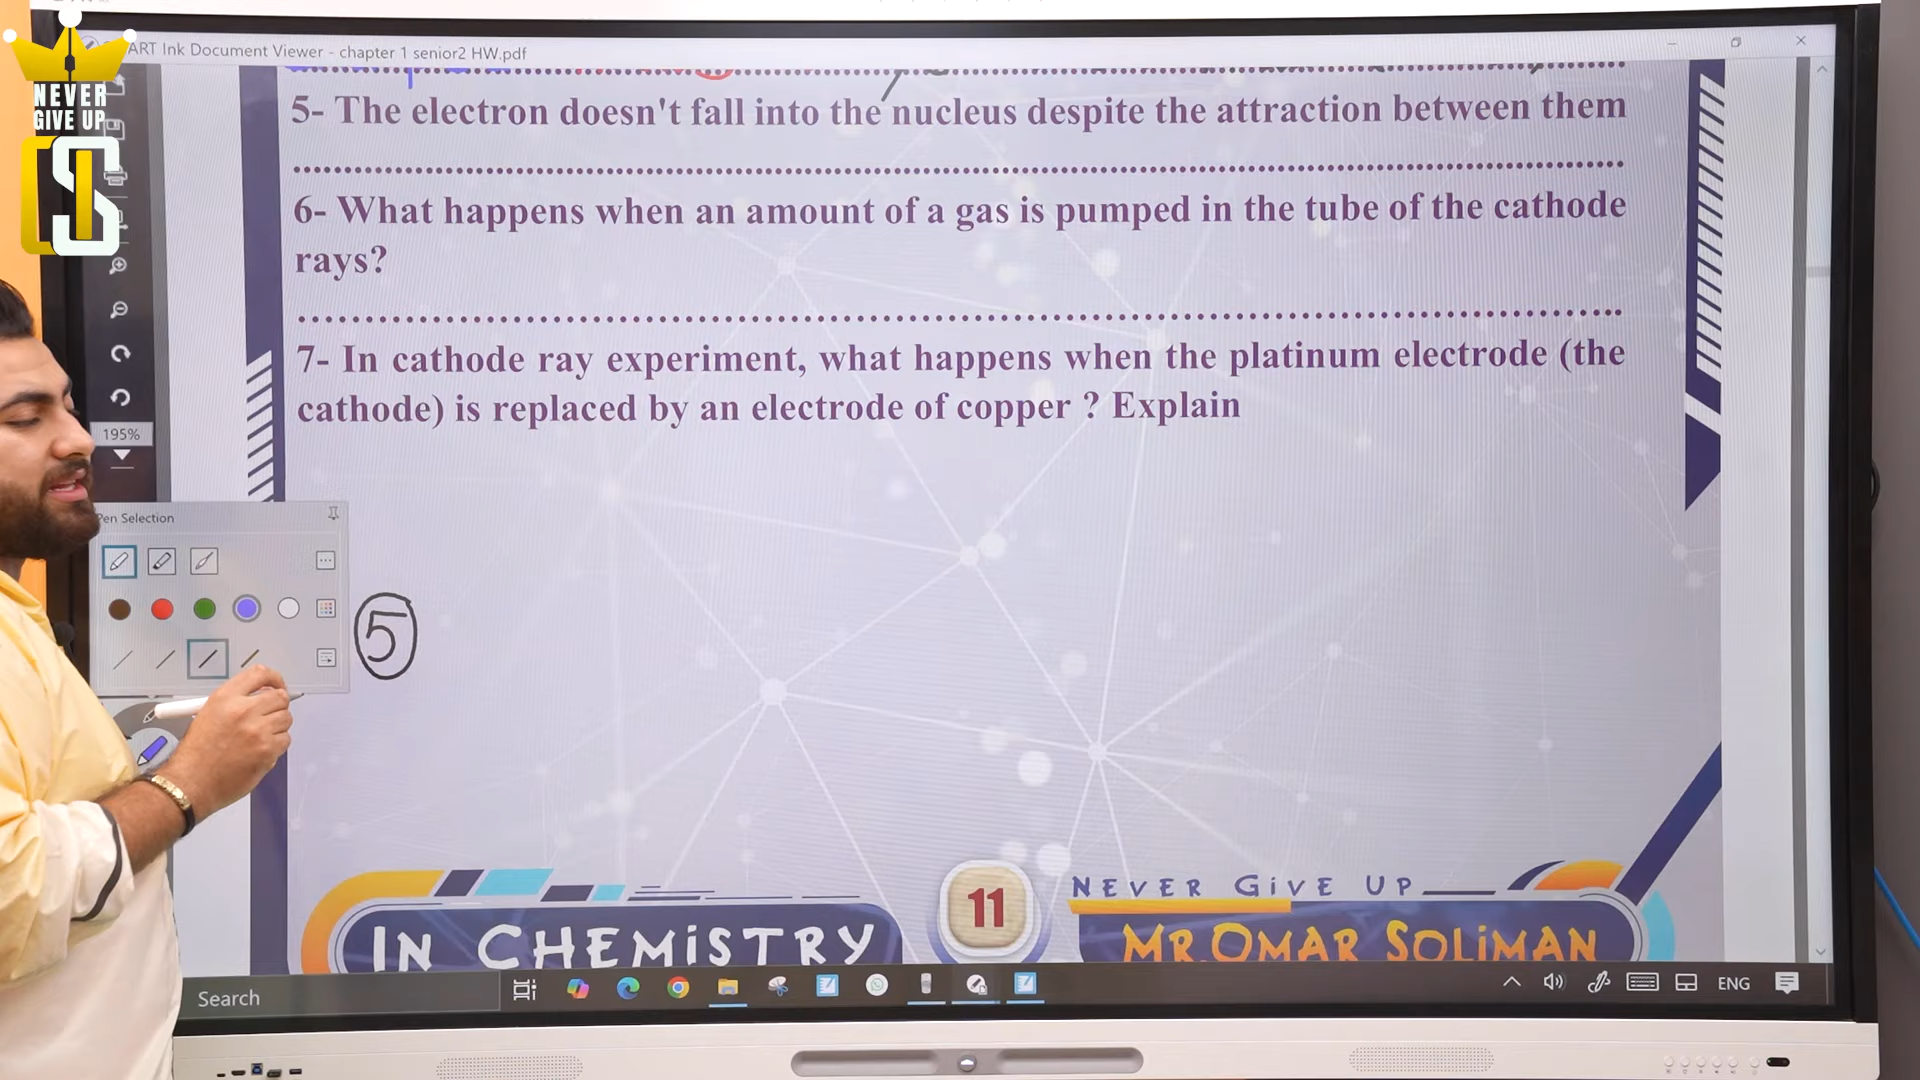 NEVER
GIVE UP
ART Ink Document Viewer - chapter 1 senior2 HW.pdf
5- The electron doesn't fall into the nucleus despite the attraction between them
6- What happens when an amount of a gas is pumped in the tube of the cathode
rays?
7- In cathode ray experiment, what happens when the platinum electrode (the
cathode) is replaced by an electrode of copper ? Explain
195%
Pen Selection
5
IN CHEMiSTRY
11
NEVER GiVE UP
MR.OMAR SOLiMAN
Search
ENG